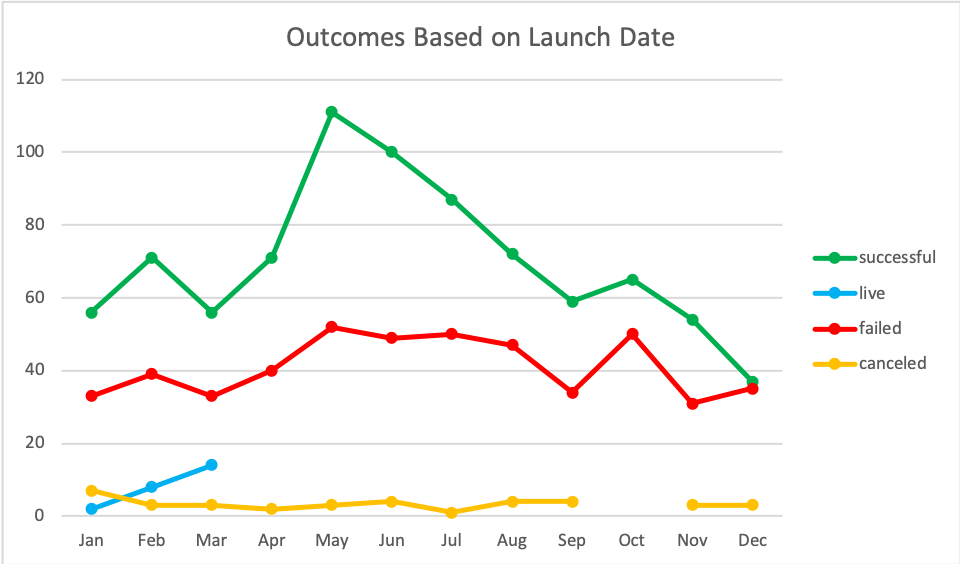 Outcomes Based on Launch Date
120
100
80
60
40
20
0
Jan Feb Mar Apr May Jun Jul Aug Sep Oct Nov Dec
successful
live
failed
canceled